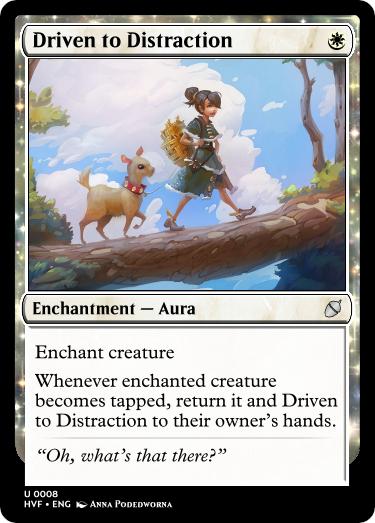 Driven to Distraction
Enchantment — Aura
Enchant creature
Whenever enchanted creature
becomes tapped, return it and Driven
to Distraction to their owner's hands.
“Oh, what's that there?”
U 0008
HVF • ENG Anna Podedworna